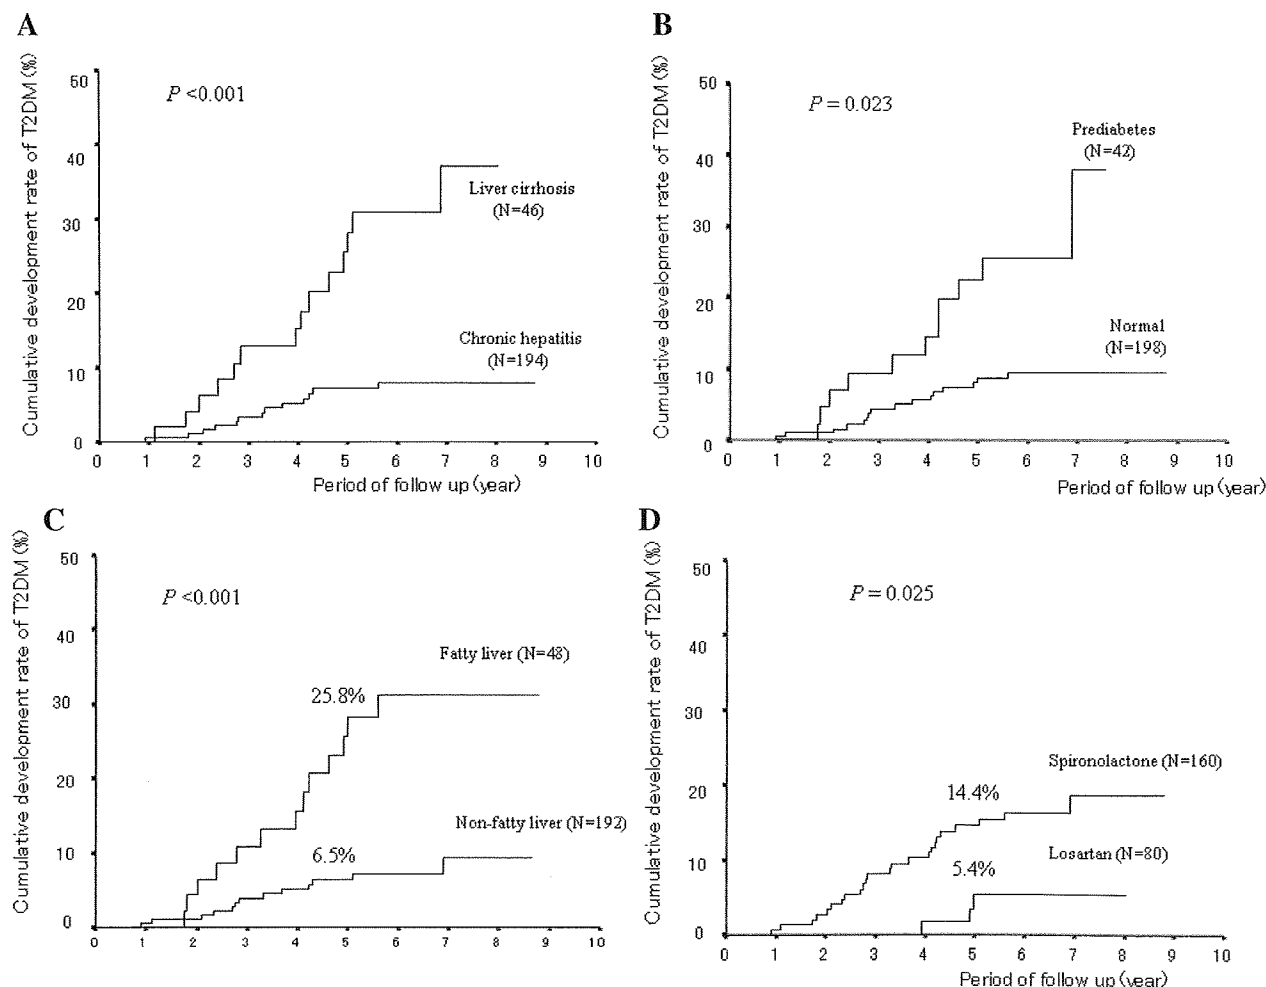 A
Cumulative development rate of T2DM (%)
50
40
30
20
10
0
P <0.001
Liver cirrhosis
(N=46)
Chronic hepatitis
(N=194)
0 1 2 3 4 5 6 7 8 9 10
Period of follow up (year)
B
Cumulative development rate of T2DM (%)
50
40
30
20
10
0
P = 0.023
Prediabetes
(N=42)
Normal
(N=198)
0 1 2 3 4 5 6 7 8 9 10
Period of follow up (year)
C
Cumulative development rate of T2DM (%)
50
40
30
20
10
0
P <0.001
Fatty liver (N=48)
25.8%
Non-fatty liver (N=192)
6.5%
0 1 2 3 4 5 6 7 8 9 10
D
Cumulative development rate of T2DM (%)
50
40
30
20
10
0
P = 0.025
Spironolactone (N=160)
14.4%
Losartan (N=80)
5.4%
0 1 2 3 4 5 6 7 8 9 10
Period of follow up (year)